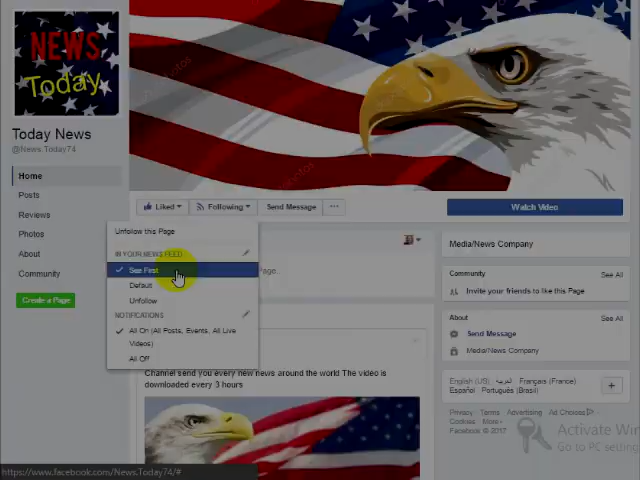 NEWS
Today
Today News
@News.Today74
Home
Posts
Reviews
Photos
About
Community
Create a Page
Liked
Following
Send Message
···
Watch Video
Unfollow this Page
IN YOUR NEWS FEED
See First
Default
Unfollow
NOTIFICATIONS
All On (All Posts, Events, All Live
Videos)
All Off
Page.
Channel send you every new news around the world The video is
downloaded every 3 hours
Media/News Company
Community
See All
Invite your friends to like this Page
About
See All
Send Message
Media/News Company
English (US) · العربية · Français (France) ·
Español · Português (Brasil)
+
Privacy · Terms · Advertising · Ad Choices ·
Cookies · More
Facebook © 2017
Activate Win
Go to PC setting
https://www.facebook.com/News.Today74/#